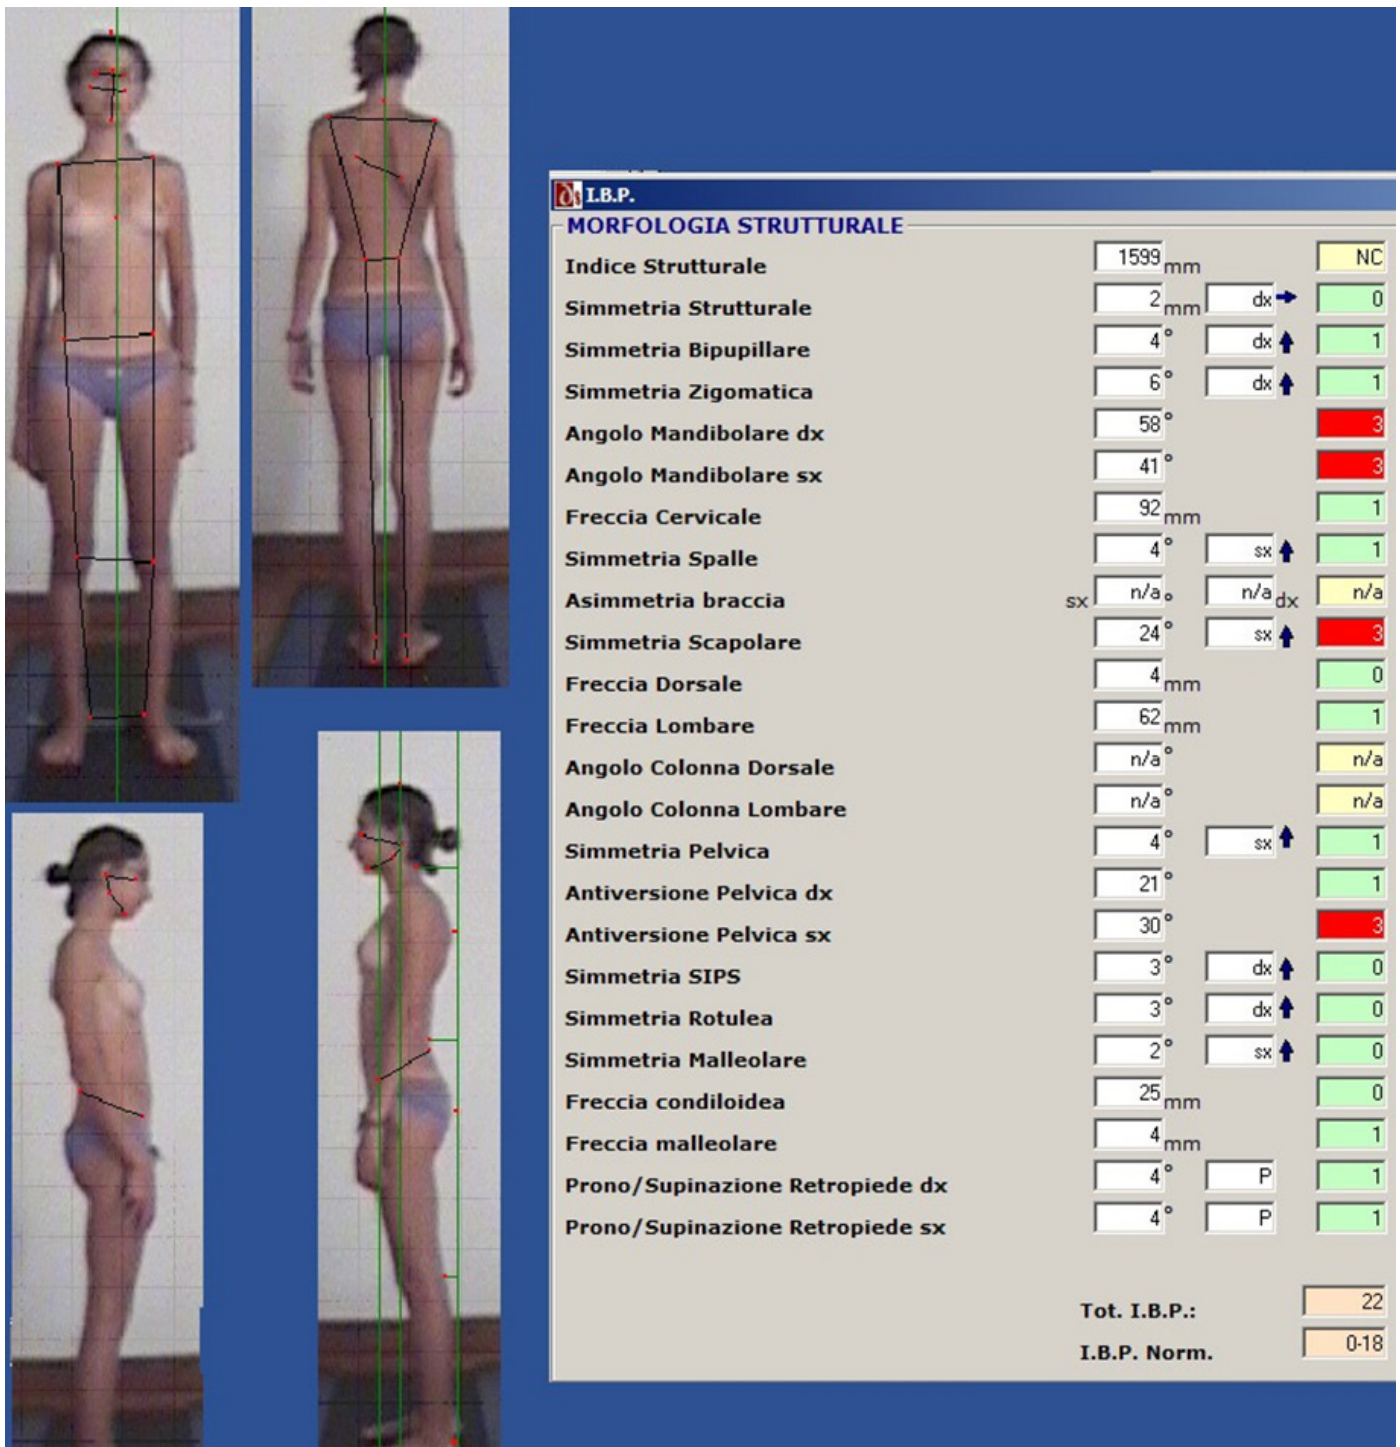 I.B.P.
MORFOLOGIA STRUTTURALE
Indice Strutturale 1599 mm NC
Simmetria Strutturale 2 mm dx 0
Simmetria Bipupillare 4° dx 1
Simmetria Zigomatica 6° dx 1
Angolo Mandibolare dx 58° 3
Angolo Mandibolare sx 41° 3
Freccia Cervicale 92 mm 1
Simmetria Spalle 4° sx 1
Asimmetria braccia sx n/a° n/a dx n/a
Simmetria Scapolare 24° sx 3
Freccia Dorsale 4 mm 0
Freccia Lombare 62 mm 1
Angolo Colonna Dorsale n/a° n/a
Angolo Colonna Lombare n/a° n/a
Simmetria Pelvica 4° sx 1
Antiversione Pelvica dx 21° 1
Antiversione Pelvica sx 30° 3
Simmetria SIPS 3° dx 0
Simmetria Rotulea 3° dx 0
Simmetria Malleolare 2° sx 0
Freccia condiloidea 25 mm 0
Freccia malleolare 4 mm 1
Prono/Supinazione Retropiede dx 4° P 1
Prono/Supinazione Retropiede sx 4° P 1
Tot. I.B.P.: 22
I.B.P. Norm. 0-18